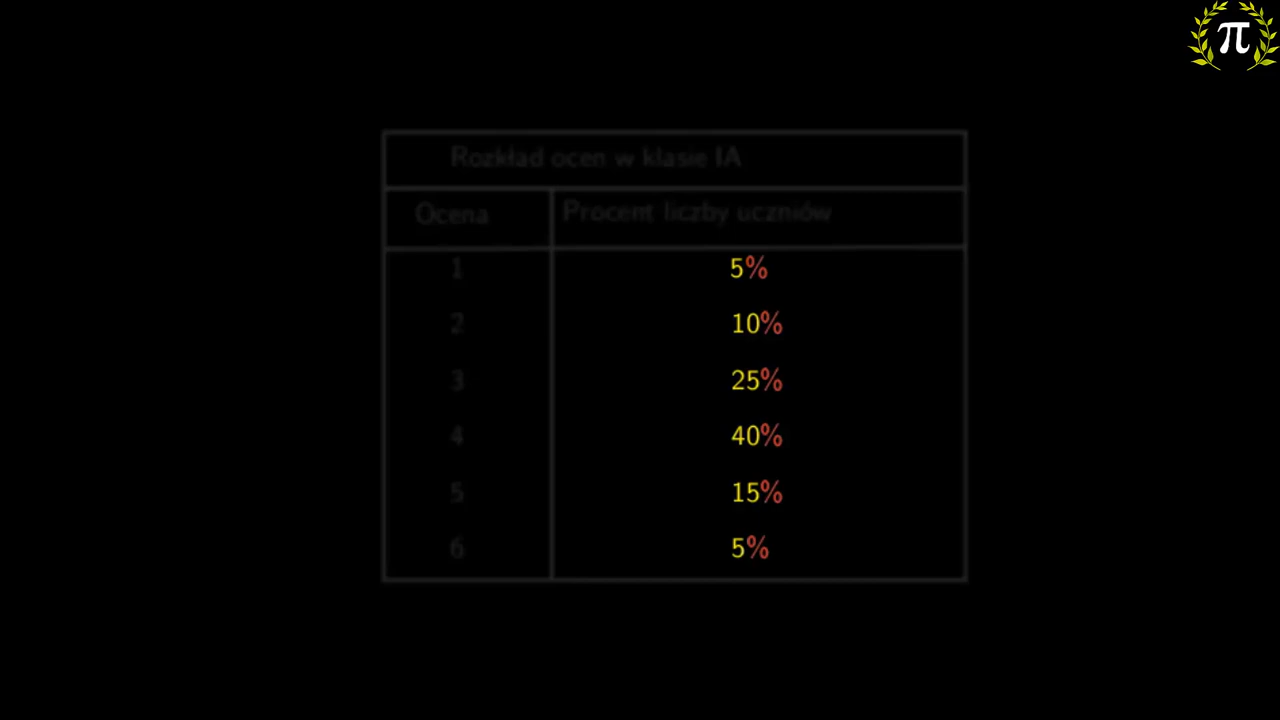 π
Rozkład ocen w klasie IA
Ocena Procent liczby uczniów
1 5%
2 10%
3 25%
4 40%
5 15%
6 5%